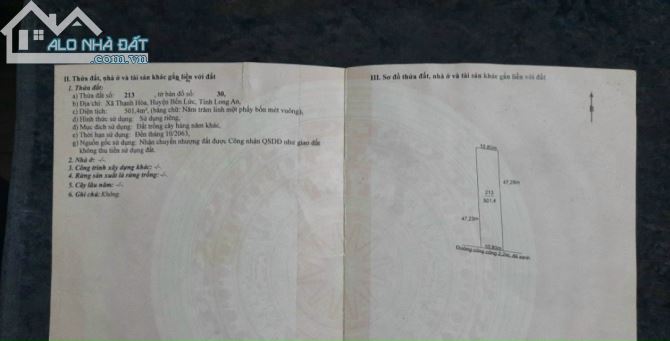 ALO NHÀ ĐẤT
II. Thửa đất, nhà ở và tài sản khác gắn liền với đất
1. Thửa đất:
a) Thửa đất số: 213 , tờ bản đồ số: 30,
b) Địa chỉ: Xã Thạnh Hòa, Huyện Bến Lức, Tỉnh Long An,
c) Diện tích: 501,4m², (bằng chữ: Năm trăm linh một phẩy bốn mét vuông),
d) Hình thức sử dụng: Sử dụng riêng,
đ) Mục đích sử dụng: Đất trồng cây hàng năm khác,
e) Thời hạn sử dụng: Đến tháng 10/2063,
g) Nguồn gốc sử dụng: Nhận chuyển nhượng đất được Công nhận QSDĐ như giao đất
không thu tiền sử dụng đất.
2. Nhà ở: -/-.
3. Công trình xây dựng khác: -/-.
4. Rừng sản xuất là rừng trồng: -/-.
5. Cây lâu năm: -/-.
6. Ghi chú: Không.
III. Sơ đồ thửa đất, nhà ở và tài sản khác gắn liền với đất
10,80m
47,28m
213
501,4
47,23m
10,80m
Đường công cộng 2,2m, đá xanh